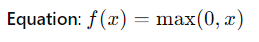 Equation: f(x) = max(0, x)